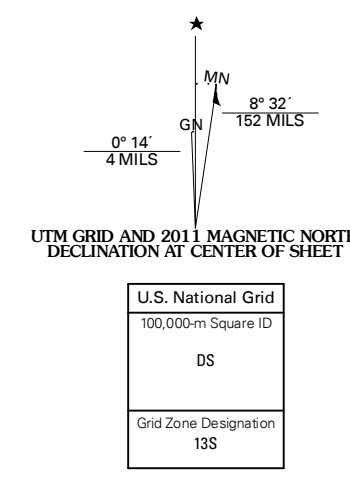 MN
8° 32´
152 MILS
GN
0° 14´
4 MILS
UTM GRID AND 2011 MAGNETIC NORT
DECLINATION AT CENTER OF SHEET
U.S. National Grid
100,000-m Square ID
DS
Grid Zone Designation
13S